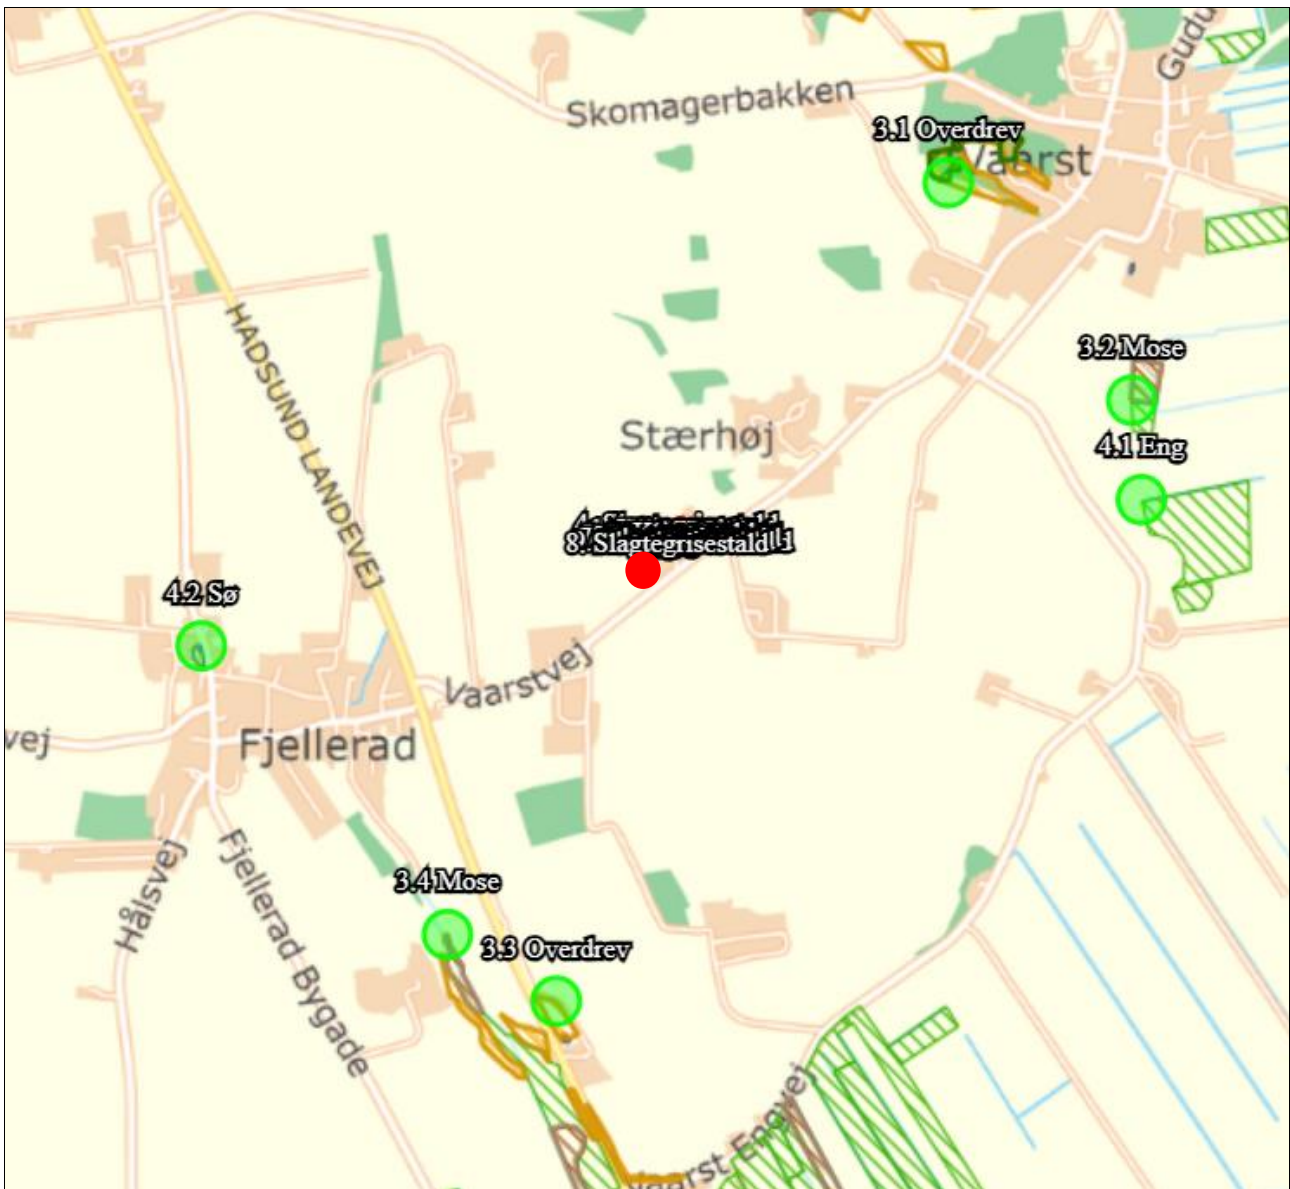 Gudu
Skomagerbakken
3.1 Overdrev
Vaarst
HADSUND LANDEVEJ
3.2 Mose
Stærhøj
4.1 Eng
8. Slagtegrisestald 1
4.2 Sø
Vaarstvej
vej
Fjellerad
Hålsvej
Fjellerad Bygade
3.4 Mose
3.3 Overdrev
Vaarst Engvej